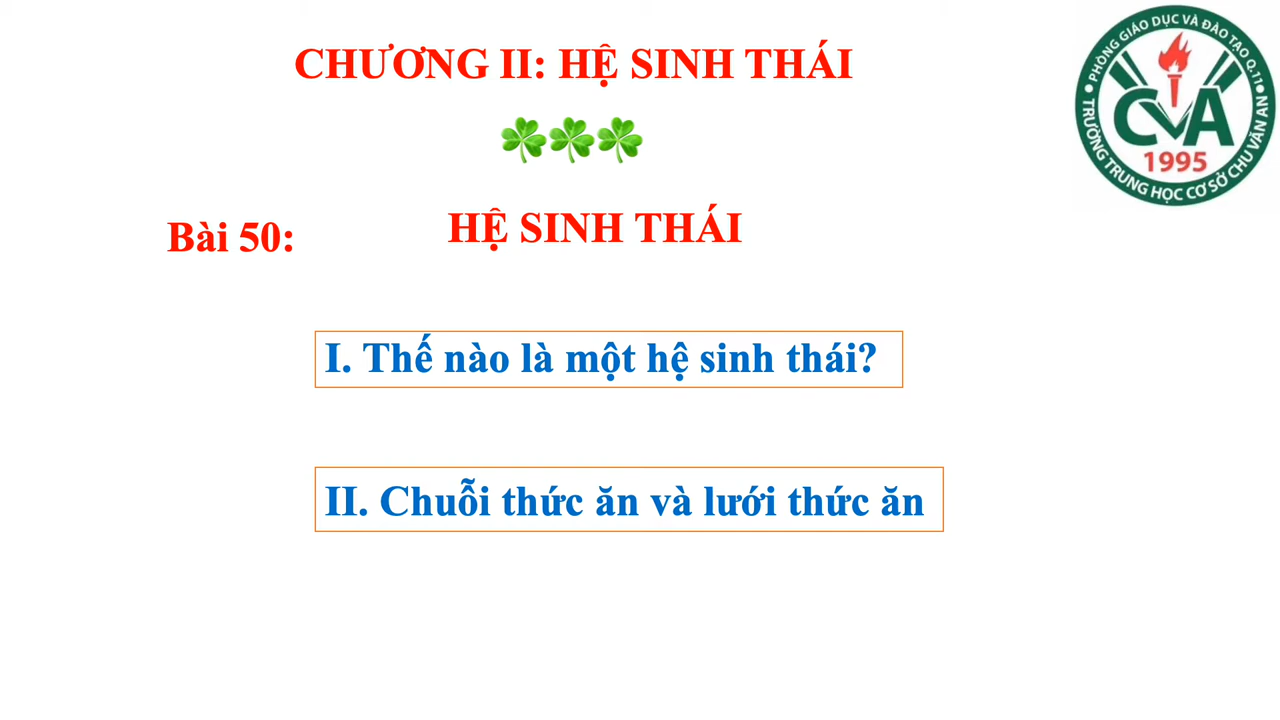 CHƯƠNG II: HỆ SINH THÁI
PHÒNG GIÁO DỤC VÀ ĐÀO TẠO Q.11
TRƯỜNG TRUNG HỌC CƠ SỞ CHU VĂN AN
CVA
1995
Bài 50:
HỆ SINH THÁI
I. Thế nào là một hệ sinh thái?
II. Chuỗi thức ăn và lưới thức ăn